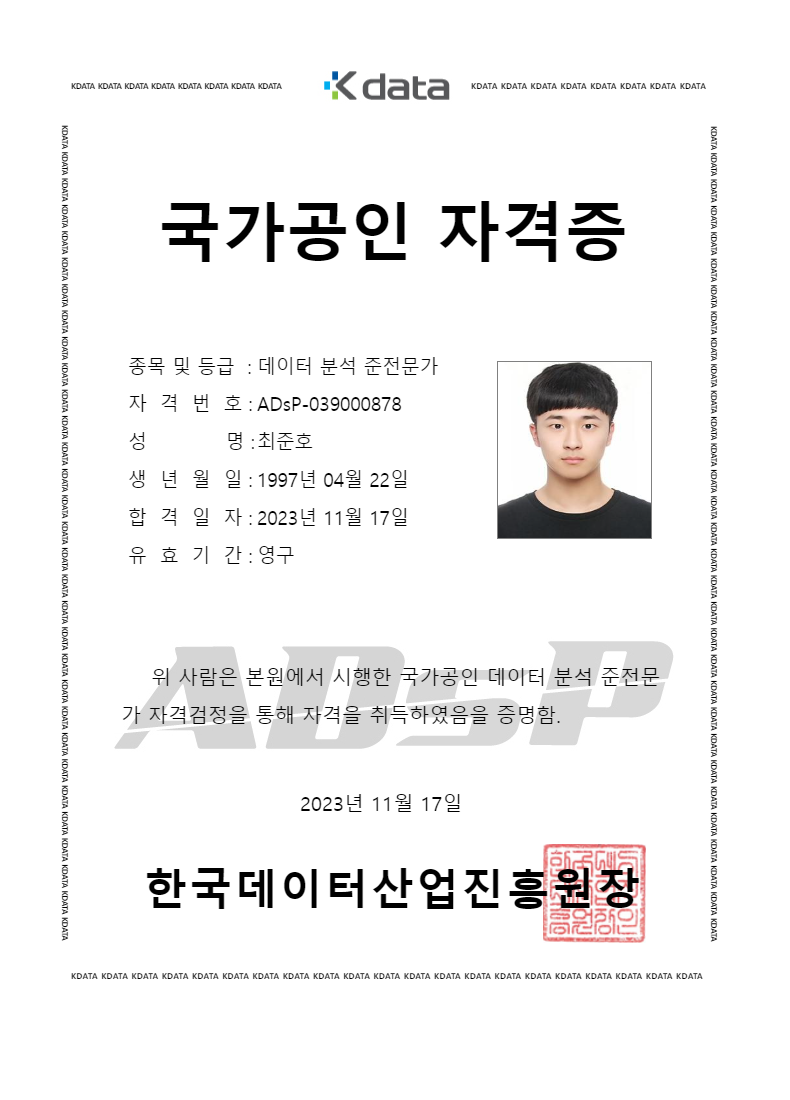 KDATA KDATA KDATA KDATA KDATA KDATA KDATA KDATA
K data
KDATA KDATA KDATA KDATA KDATA KDATA KDATA KDATA
국가공인 자격증
종목 및 등급 : 데이터 분석 준전문가
자 격 번 호 : ADsP-039000878
성 명 : 최준호
생 년 월 일 : 1997년 04월 22일
합 격 일 자 : 2023년 11월 17일
유 효 기 간 : 영구
ADsP
위 사람은 본원에서 시행한 국가공인 데이터 분석 준전문
가 자격검정을 통해 자격을 취득하였음을 증명함.
2023년 11월 17일
한국데이터산업진흥원장
KDATA KDATA KDATA KDATA KDATA KDATA KDATA KDATA KDATA KDATA KDATA KDATA KDATA KDATA KDATA KDATA KDATA KDATA KDATA KDATA KDATA